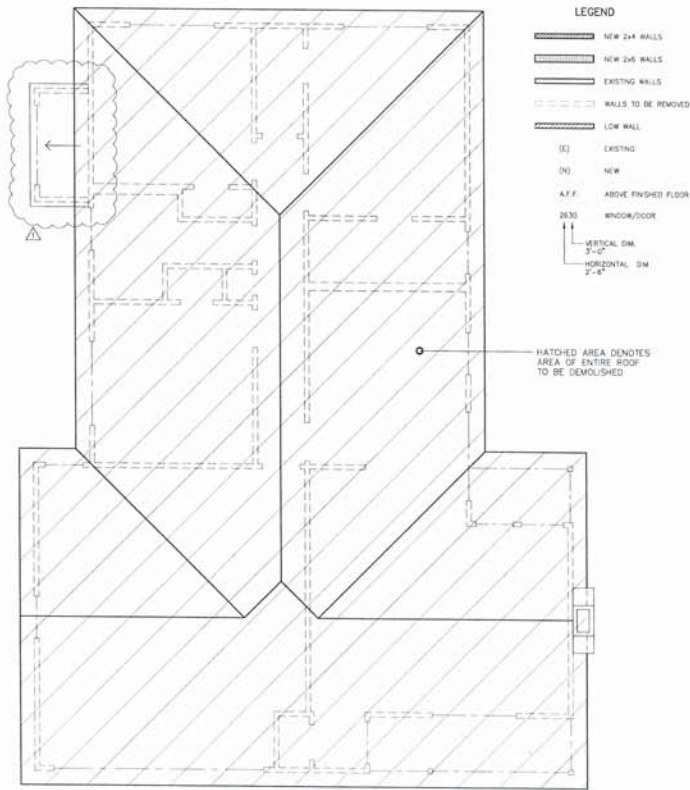 LEGEND
NEW 2x4 WALLS
NEW 2x6 WALLS
EXISTING WALLS
WALLS TO BE REMOVED
LOW WALL
(E) EXISTING
(N) NEW
A.F.F. ABOVE FINISHED FLOOR
2630 WINDOW/DOOR
VERTICAL DIM.
3'-0"
HORIZONTAL DIM.
2'-6"
HATCHED AREA DENOTES
AREA OF ENTIRE ROOF
TO BE DEMOLISHED
1